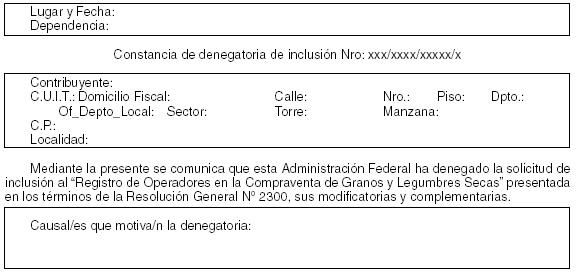 Lugar y Fecha:
Dependencia:
Constancia de denegatoria de inclusión Nro: xxx/xxxx/xxxxx/x
Contribuyente:
C.U.I.T.: Domicilio Fiscal: Calle: Nro.: Piso: Dpto.:
Of_Depto_Local: Sector: Torre: Manzana:
C.P.:
Localidad:
Mediante la presente se comunica que esta Administración Federal ha denegado la solicitud de
inclusión al “Registro de Operadores en la Compraventa de Granos y Legumbres Secas” presentada
en los términos de la Resolución General Nº 2300, sus modificatorias y complementarias.
Causal/es que motiva/n la denegatoria: